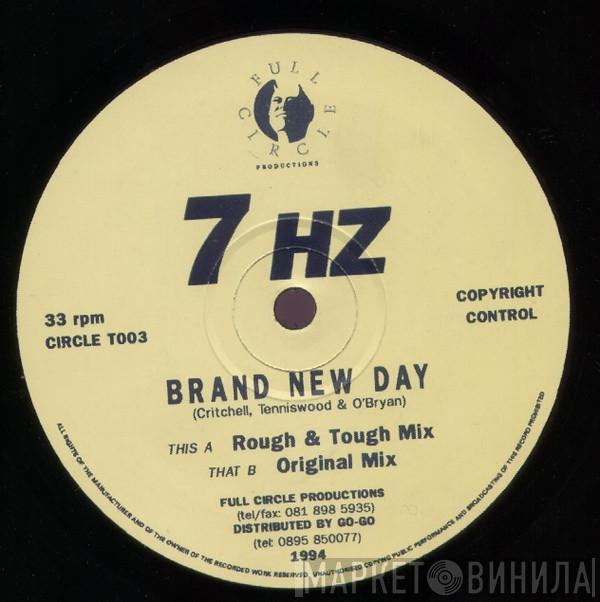 FULL
CIRCLE
PRODUCTIONS
7 HZ
33 rpm
CIRCLE T003
COPYRIGHT
CONTROL
BRAND NEW DAY
(Critchell, Tenniswood & O'Bryan)
THIS A Rough & Tough Mix
THAT B Original Mix
FULL CIRCLE PRODUCTIONS
(tel/fax: 081 898 5935)
DISTRIBUTED BY GO-GO
(tel: 0895 850077)
1994
ALL RIGHTS OF THE MANUFACTURER AND OF THE OWNER OF THE RECORDED WORK RESERVED. UNAUTHORISED COPYING PUBLIC PERFORMANCE AND BROADCASTING OF THIS RECORD PROHIBITED
МАРКЕТ ВИНИЛА